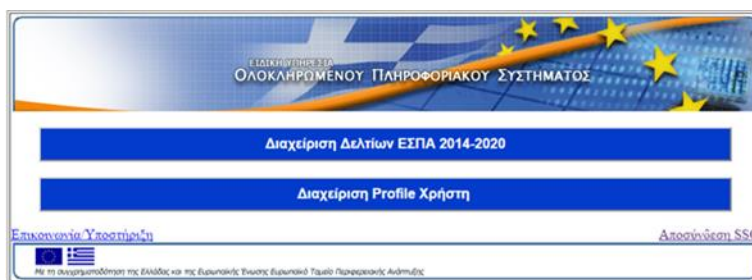 ΕΙΔΙΚΗ ΥΠΗΡΕΣΙΑ
ΟΛΟΚΛΗΡΩΜΕΝΟΥ ΠΛΗΡΟΦΟΡΙΑΚΟΥ ΣΥΣΤΗΜΑΤΟΣ
Διαχείριση Δελτίων ΕΣΠΑ 2014-2020
Διαχείριση Profile Χρήστη
Επικοινωνία/Υποστήριξη Αποσύνδεση SSO
Με τη συγχρηματοδότηση της Ελλάδας και της Ευρωπαϊκής Ένωσης Ευρωπαϊκό Ταμείο Περιφερειακής Ανάπτυξης